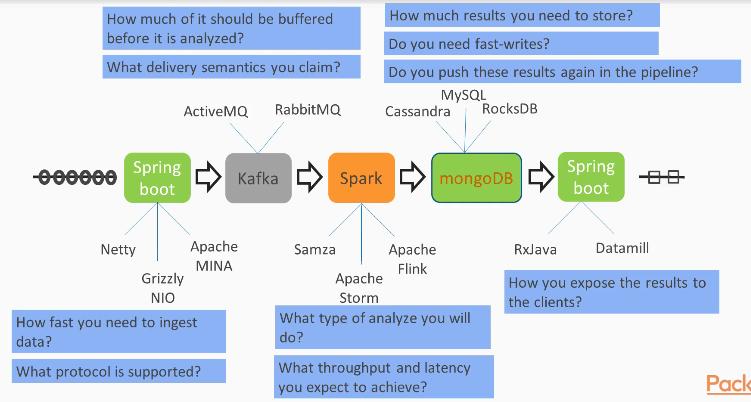 How much of it should be buffered
before it is analyzed?
What delivery semantics you claim?
How much results you need to store?
Do you need fast-writes?
Do you push these results again in the pipeline?
ActiveMQ
RabbitMQ
Cassandra
MySQL
RocksDB
Spring
boot
Kafka
Spark
mongoDB
Spring
boot
Netty
Grizzly
NIO
Apache
MINA
Samza
Apache
Storm
Apache
Flink
RxJava
Datamill
How fast you need to ingest
data?
What protocol is supported?
What type of analyze you will
do?
What throughput and latency
you expect to achieve?
How you expose the results to
the clients?
Pack